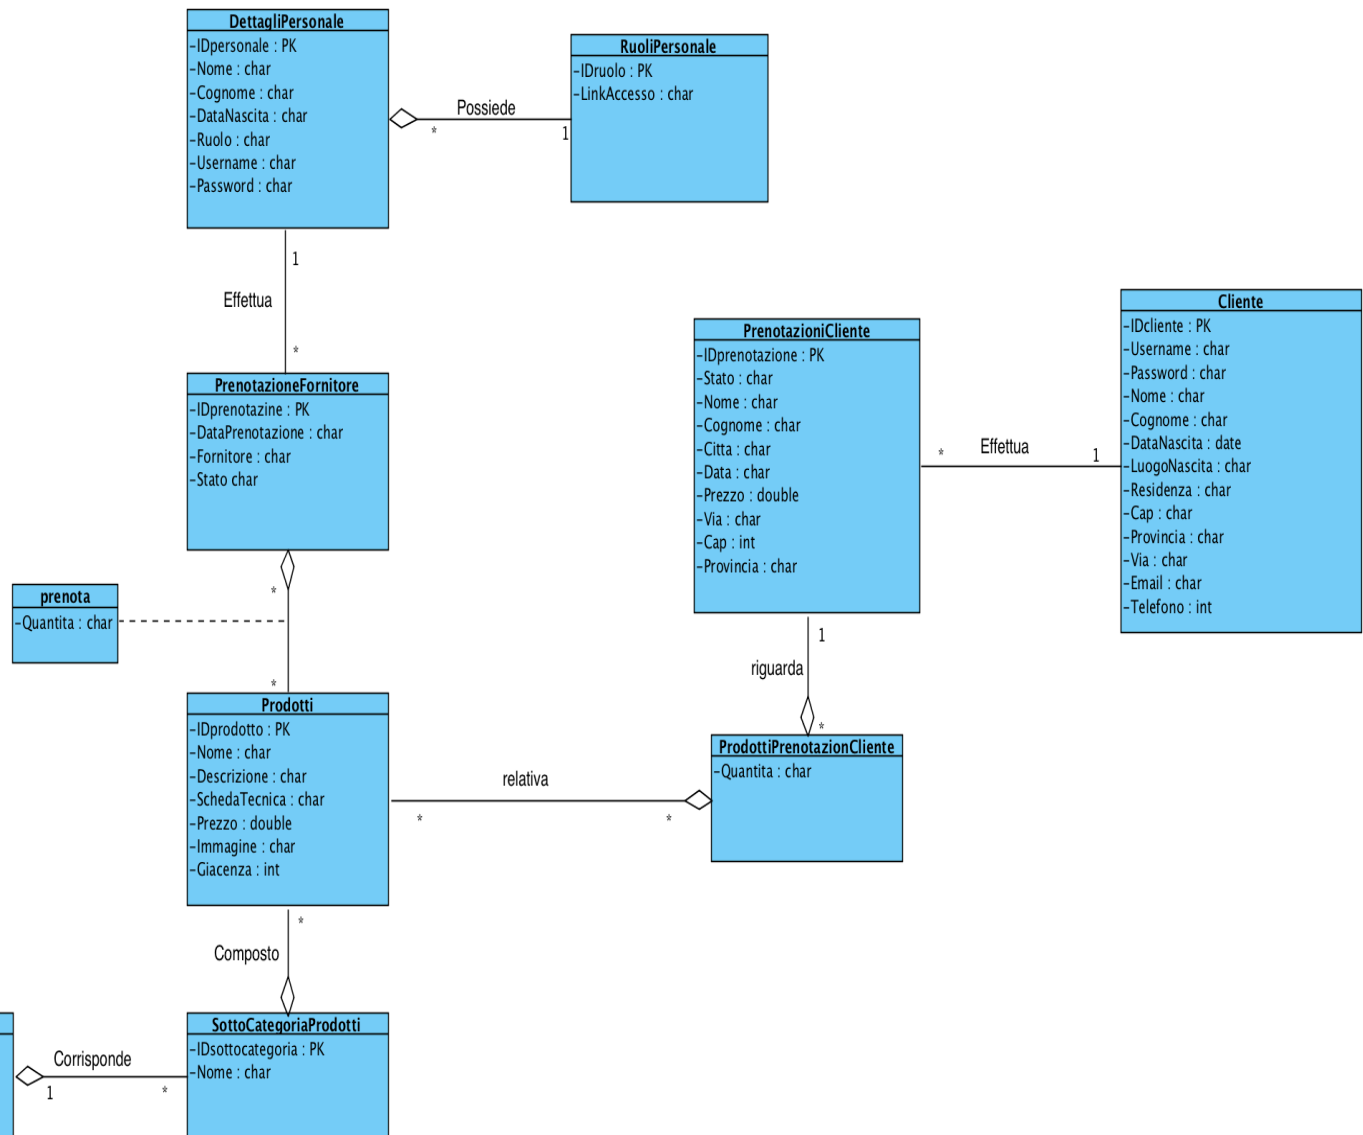 DettagliPersonale
-IDpersonale : PK
-Nome : char
-Cognome : char
-DataNascita : char
-Ruolo : char
-Username : char
-Password : char
RuoliPersonale
-IDruolo : PK
-LinkAccesso : char
Possiede
*
1
1
Effettua
*
PrenotazioneFornitore
-IDprenotazine : PK
-DataPrenotazione : char
-Fornitore : char
-Stato char
PrenotazioniCliente
-IDprenotazione : PK
-Stato : char
-Nome : char
-Cognome : char
-Citta : char
-Data : char
-Prezzo : double
-Via : char
-Cap : int
-Provincia : char
*
Effettua
1
Cliente
-IDcliente : PK
-Username : char
-Password : char
-Nome : char
-Cognome : char
-DataNascita : date
-LuogoNascita : char
-Residenza : char
-Cap : char
-Provincia : char
-Via : char
-Email : char
-Telefono : int
*
prenota
-Quantita : char
*
1
riguarda
*
Prodotti
-IDprodotto : PK
-Nome : char
-Descrizione : char
-SchedaTecnica : char
-Prezzo : double
-Immagine : char
-Giacenza : int
relativa
*
*
ProdottiPrenotazionCliente
-Quantita : char
*
Composto
SottoCategoriaProdotti
-IDsottocategoria : PK
-Nome : char
Corrisponde
1
*